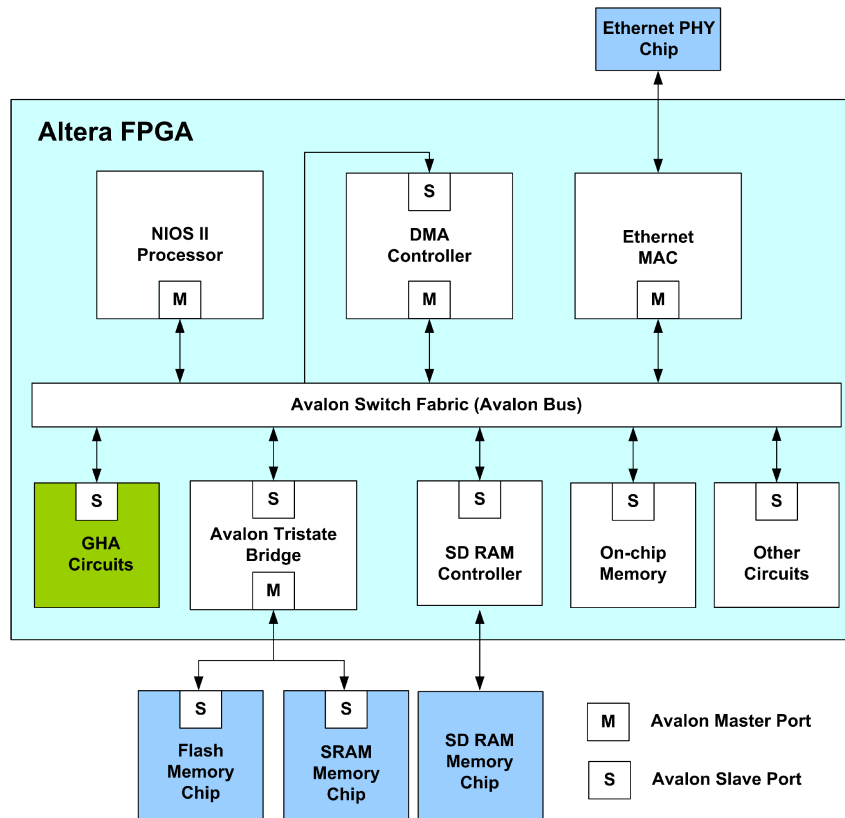 Ethernet PHY
Chip
Altera FPGA
NIOS II
Processor
M
S
DMA
Controller
M
Ethernet
MAC
M
Avalon Switch Fabric (Avalon Bus)
S
GHA
Circuits
S
Avalon Tristate
Bridge
M
S
SD RAM
Controller
S
On-chip
Memory
S
Other
Circuits
S
Flash
Memory
Chip
S
SRAM
Memory
Chip
SD RAM
Memory
Chip
M
Avalon Master Port
S
Avalon Slave Port